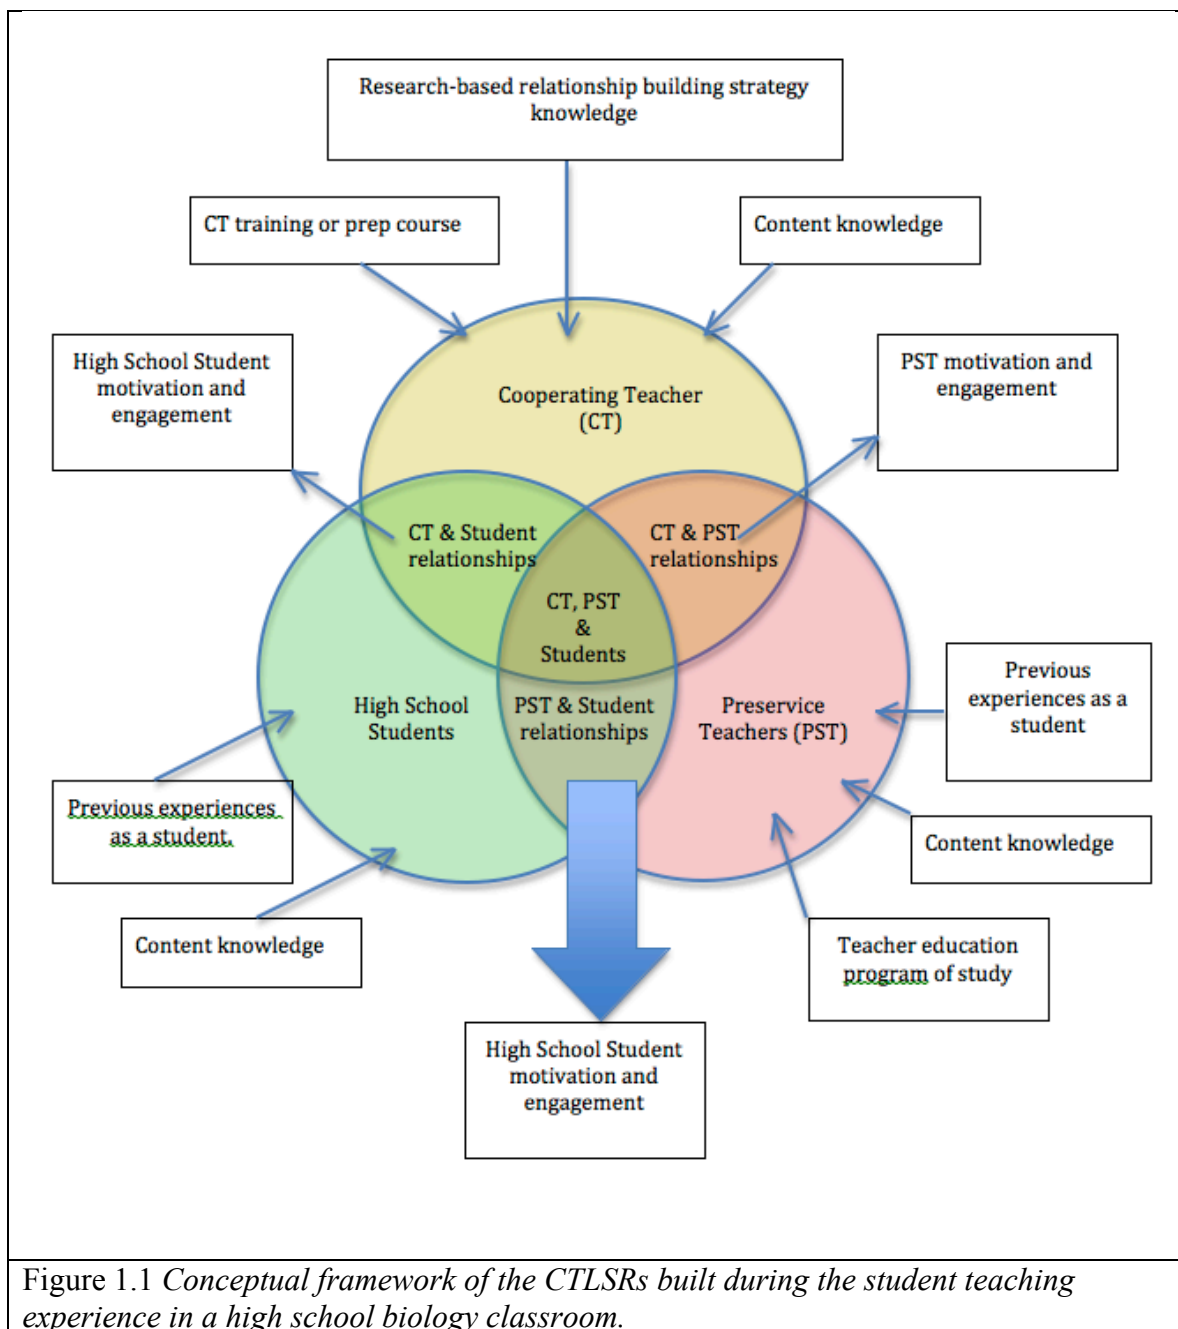 Research-based relationship building strategy
knowledge
CT training or prep course
Content knowledge
High School Student
motivation and
engagement
PST motivation and
engagement
Cooperating Teacher
(CT)
CT & Student
relationships
CT & PST
relationships
CT, PST
&
Students
High School
Students
PST & Student
relationships
Preservice
Teachers (PST)
Previous
experiences as a
student
Previous experiences
as a student.
Content knowledge
Content knowledge
Teacher education
program of study
High School Student
motivation and
engagement
Figure 1.1 Conceptual framework of the CTLSRs built during the student teaching
experience in a high school biology classroom.